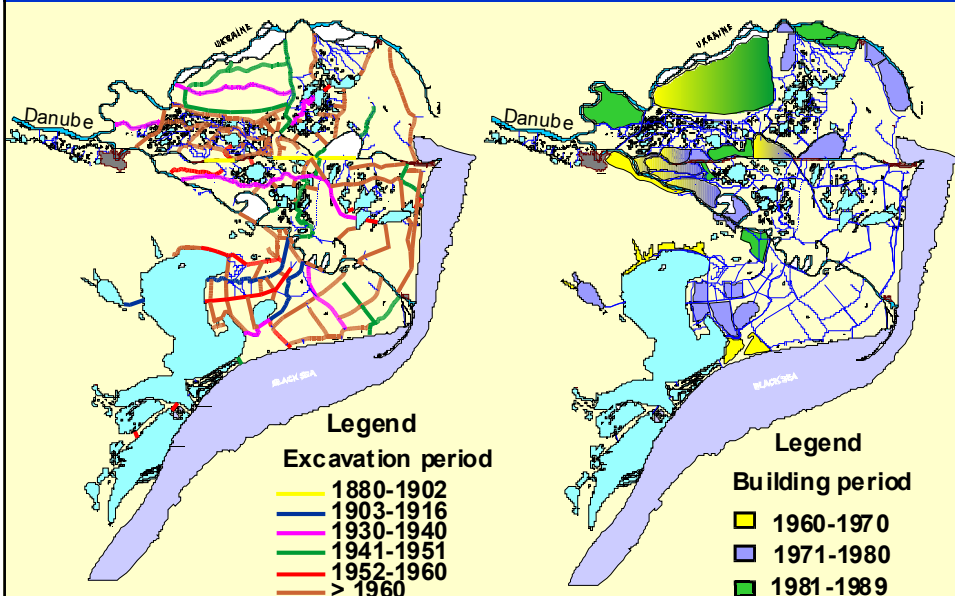 UKRAINE
Danube
BLACK SEA
Legend
Excavation period
1880-1902
1903-1916
1930-1940
1941-1951
1952-1960
> 1960
UKRAINE
Danube
BLACK SEA
Legend
Building period
1960-1970
1971-1980
1981-1989